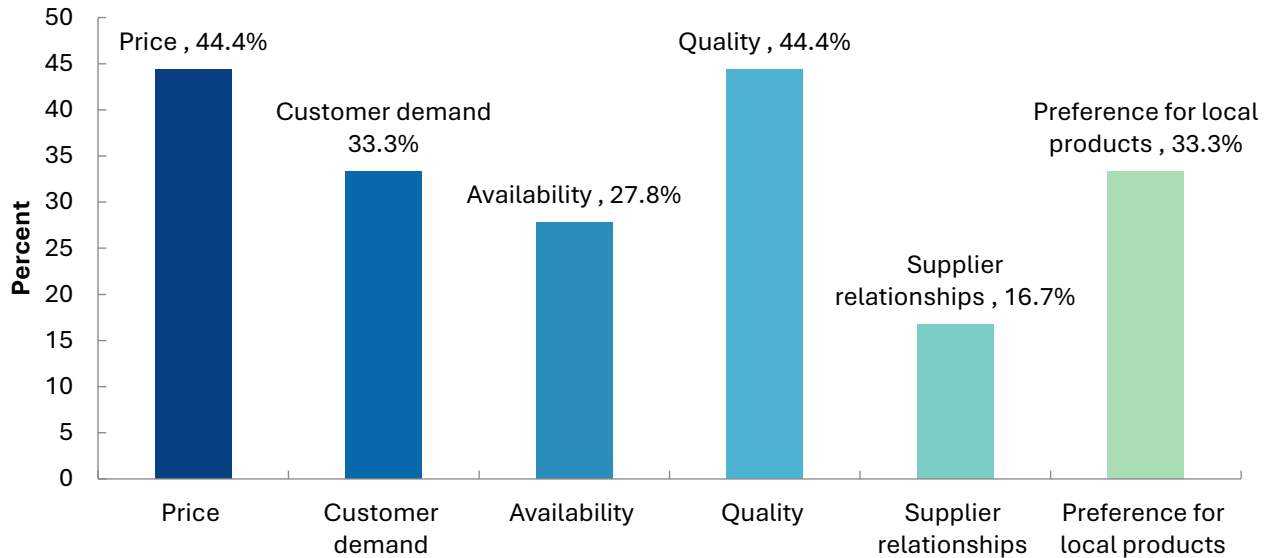 50
45
40
35
30
25
20
15
10
5
0
Percent
Price , 44.4%
Customer demand
33.3%
Availability , 27.8%
Quality , 44.4%
Supplier
relationships , 16.7%
Preference for local
products , 33.3%
Price
Customer
demand
Availability
Quality
Supplier
relationships
Preference for
local products